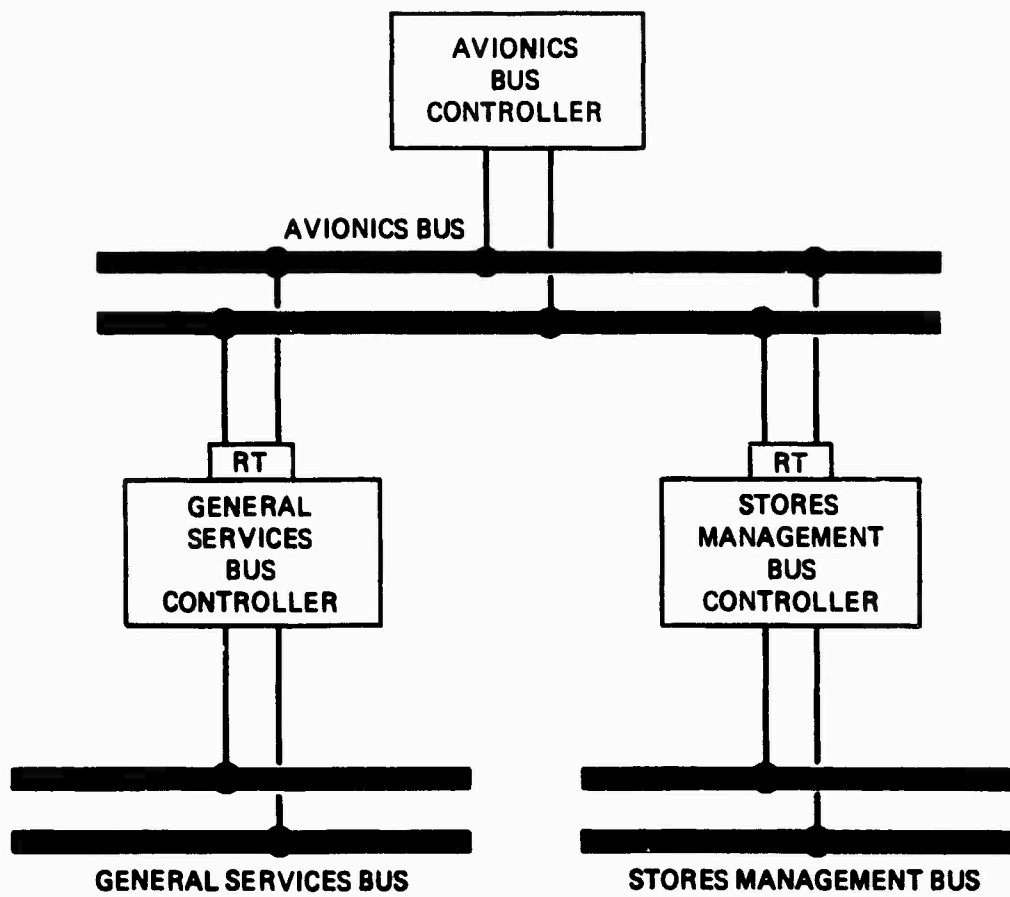 AVIONICS
BUS
CONTROLLER
AVIONICS BUS
RT
GENERAL
SERVICES
BUS
CONTROLLER
RT
STORES
MANAGEMENT
BUS
CONTROLLER
GENERAL SERVICES BUS
STORES MANAGEMENT BUS